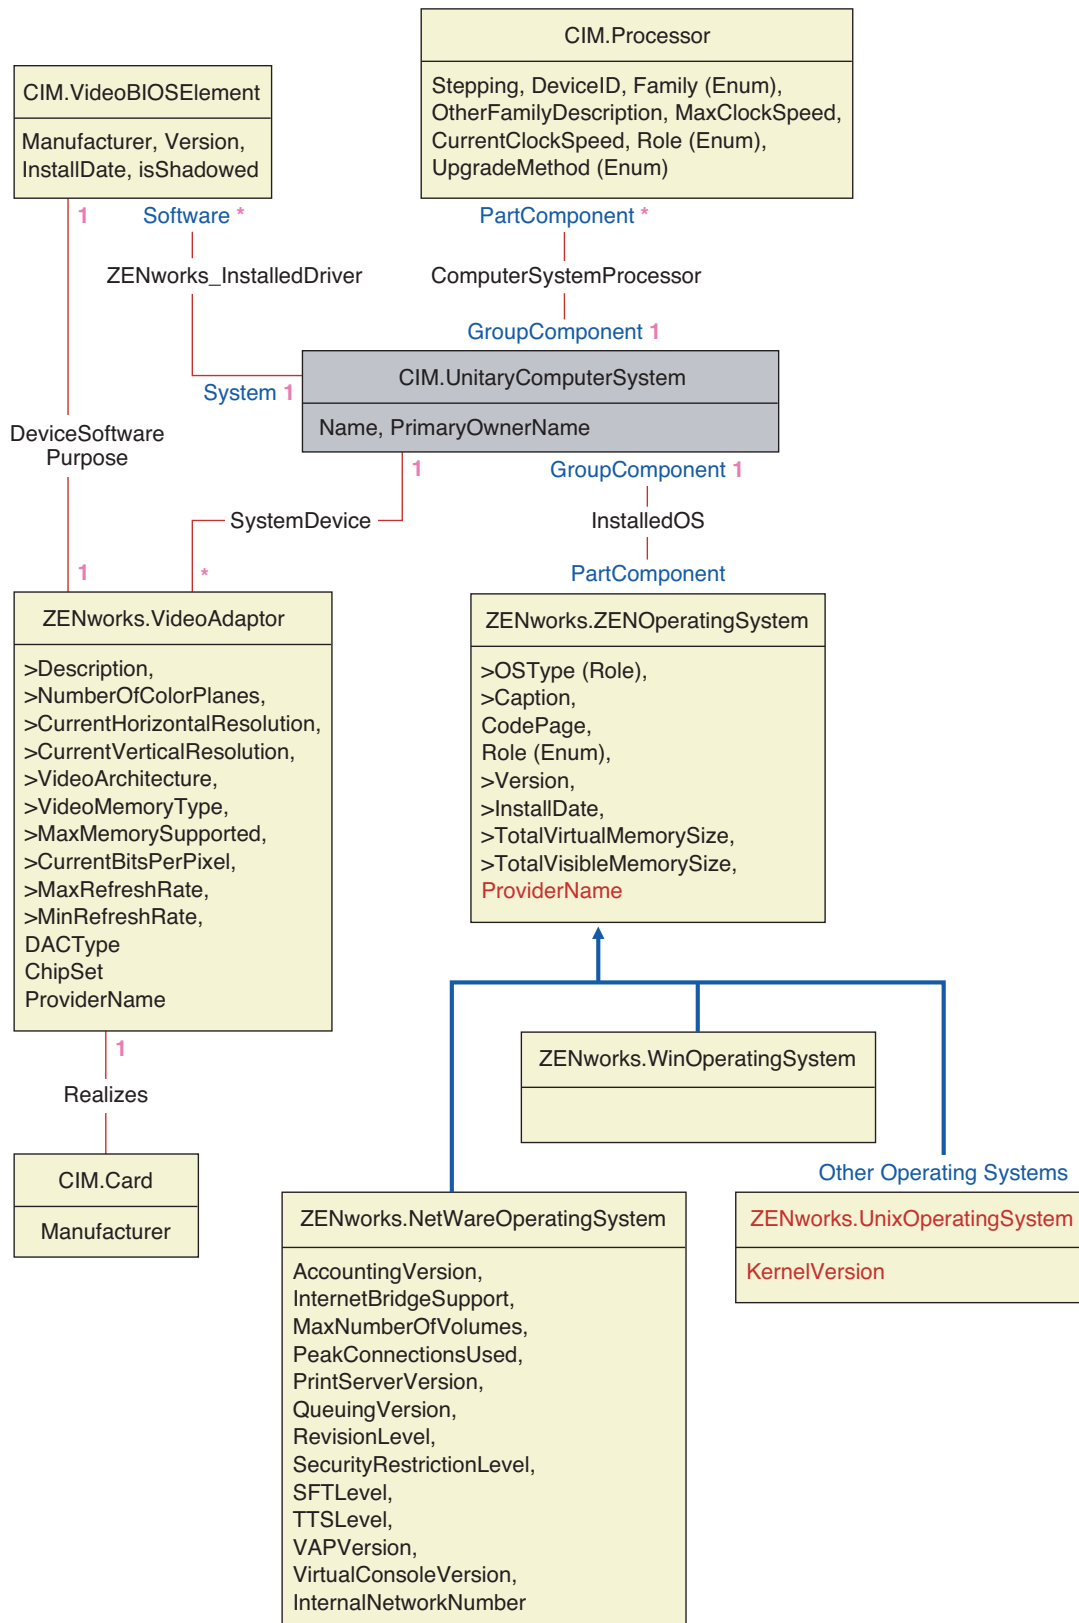 CIM.Processor
Stepping, DeviceID, Family (Enum),
OtherFamilyDescription, MaxClockSpeed,
CurrentClockSpeed, Role (Enum),
UpgradeMethod (Enum)
CIM.VideoBIOSElement
Manufacturer, Version,
InstallDate, isShadowed
1
Software *
PartComponent *
ZENworks_InstalledDriver
ComputerSystemProcessor
GroupComponent 1
System 1
CIM.UnitaryComputerSystem
Name, PrimaryOwnerName
DeviceSoftware
Purpose
1
GroupComponent 1
SystemDevice
InstalledOS
1
*
PartComponent
ZENworks.VideoAdaptor
>Description,
>NumberOfColorPlanes,
>CurrentHorizontalResolution,
>CurrentVerticalResolution,
>VideoArchitecture,
>VideoMemoryType,
>MaxMemorySupported,
>CurrentBitsPerPixel,
>MaxRefreshRate,
>MinRefreshRate,
DACType
ChipSet
ProviderName
ZENworks.ZENOperatingSystem
>OSType (Role),
>Caption,
CodePage,
Role (Enum),
>Version,
>InstallDate,
>TotalVirtualMemorySize,
>TotalVisibleMemorySize,
ProviderName
1
Realizes
CIM.Card
Manufacturer
ZENworks.WinOperatingSystem
Other Operating Systems
ZENworks.NetWareOperatingSystem
AccountingVersion,
InternetBridgeSupport,
MaxNumberOfVolumes,
PeakConnectionsUsed,
PrintServerVersion,
QueuingVersion,
RevisionLevel,
SecurityRestrictionLevel,
SFTLevel,
TTSLevel,
VAPVersion,
VirtualConsoleVersion,
InternalNetworkNumber
ZENworks.UnixOperatingSystem
KernelVersion